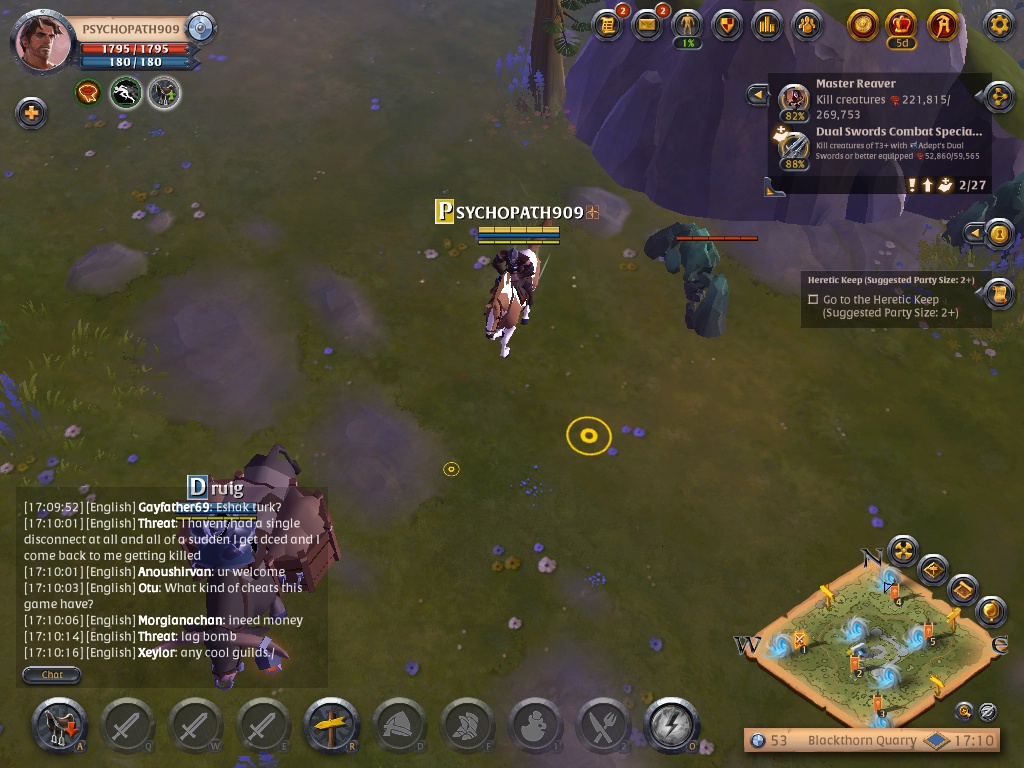 PSYCHOPATH909
1795 / 1795
180 / 180
2
2
1%
5d
Master Reaver
Kill creatures 221,815/
269,753
82%
Dual Swords Combat Specia...
Kill creatures of T3+ with Adept's Dual
Swords or better equipped 52,860/59,565
88%
2/27
PSYCHOPATH909
Heretic Keep (Suggested Party Size: 2+)
Go to the Heretic Keep
(Suggested Party Size: 2+)
Druig
[17:09:52] [English] Gayfather69: Eshak turk?
[17:10:01] [English] Threat: I havent had a single
disconnect at all and all of a sudden I get dced and I
come back to me getting killed
[17:10:01] [English] Anoushirvan: ur welcome
[17:10:03] [English] Otu: What kind of cheats this
game have?
[17:10:06] [English] Morgianachan: ineed money
[17:10:14] [English] Threat: lag bomb
[17:10:16] [English] Xeylor: any cool guilds,/
Chat
A
Q
W
E
R
D
F
1
2
O
N
W
E
4
1
5
2
3
53 Blackthorn Quarry 17:10